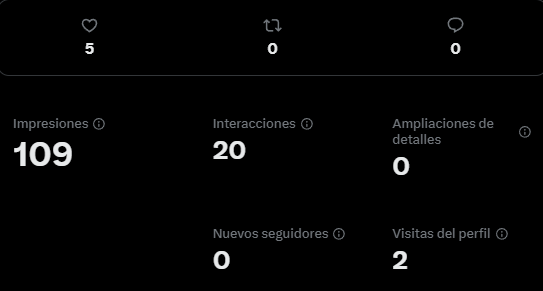 5 0 0
Impresiones Interacciones Ampliaciones de detalles
109 20 0
Nuevos seguidores Visitas del perfil
0 2